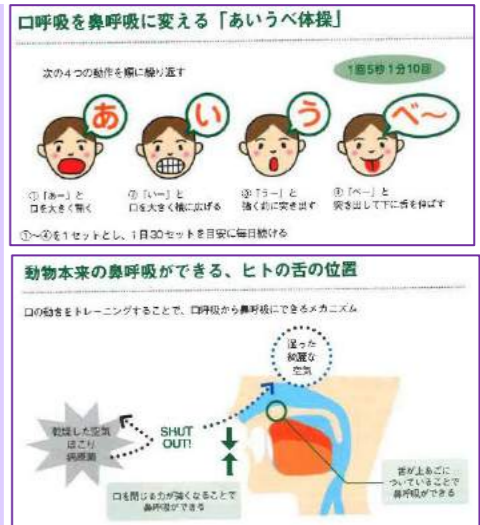 口呼吸を鼻呼吸に変える「あいうべ体操」
次の4つの動作を順に繰り返す
1回5秒1分10回
あ
い
う
べ〜
①「あー」と
口を大きく開く
②「いー」と
口を大きく横に広げる
③「うー」と
強く前に突き出す
④「べー」と
突き出して下に舌を伸ばす
①〜④を1セットとし、1日30セットを目安に毎日続ける
動物本来の鼻呼吸ができる、ヒトの舌の位置
口の動きをトレーニングすることで、口呼吸から鼻呼吸にできるメカニズム
湿った
綺麗な
空気
乾燥した空気
ほこり
病原菌
SHUT
OUT!
口を閉じる力が強くなることで
鼻呼吸ができる
舌が上あごに
ついていることで
鼻呼吸ができる